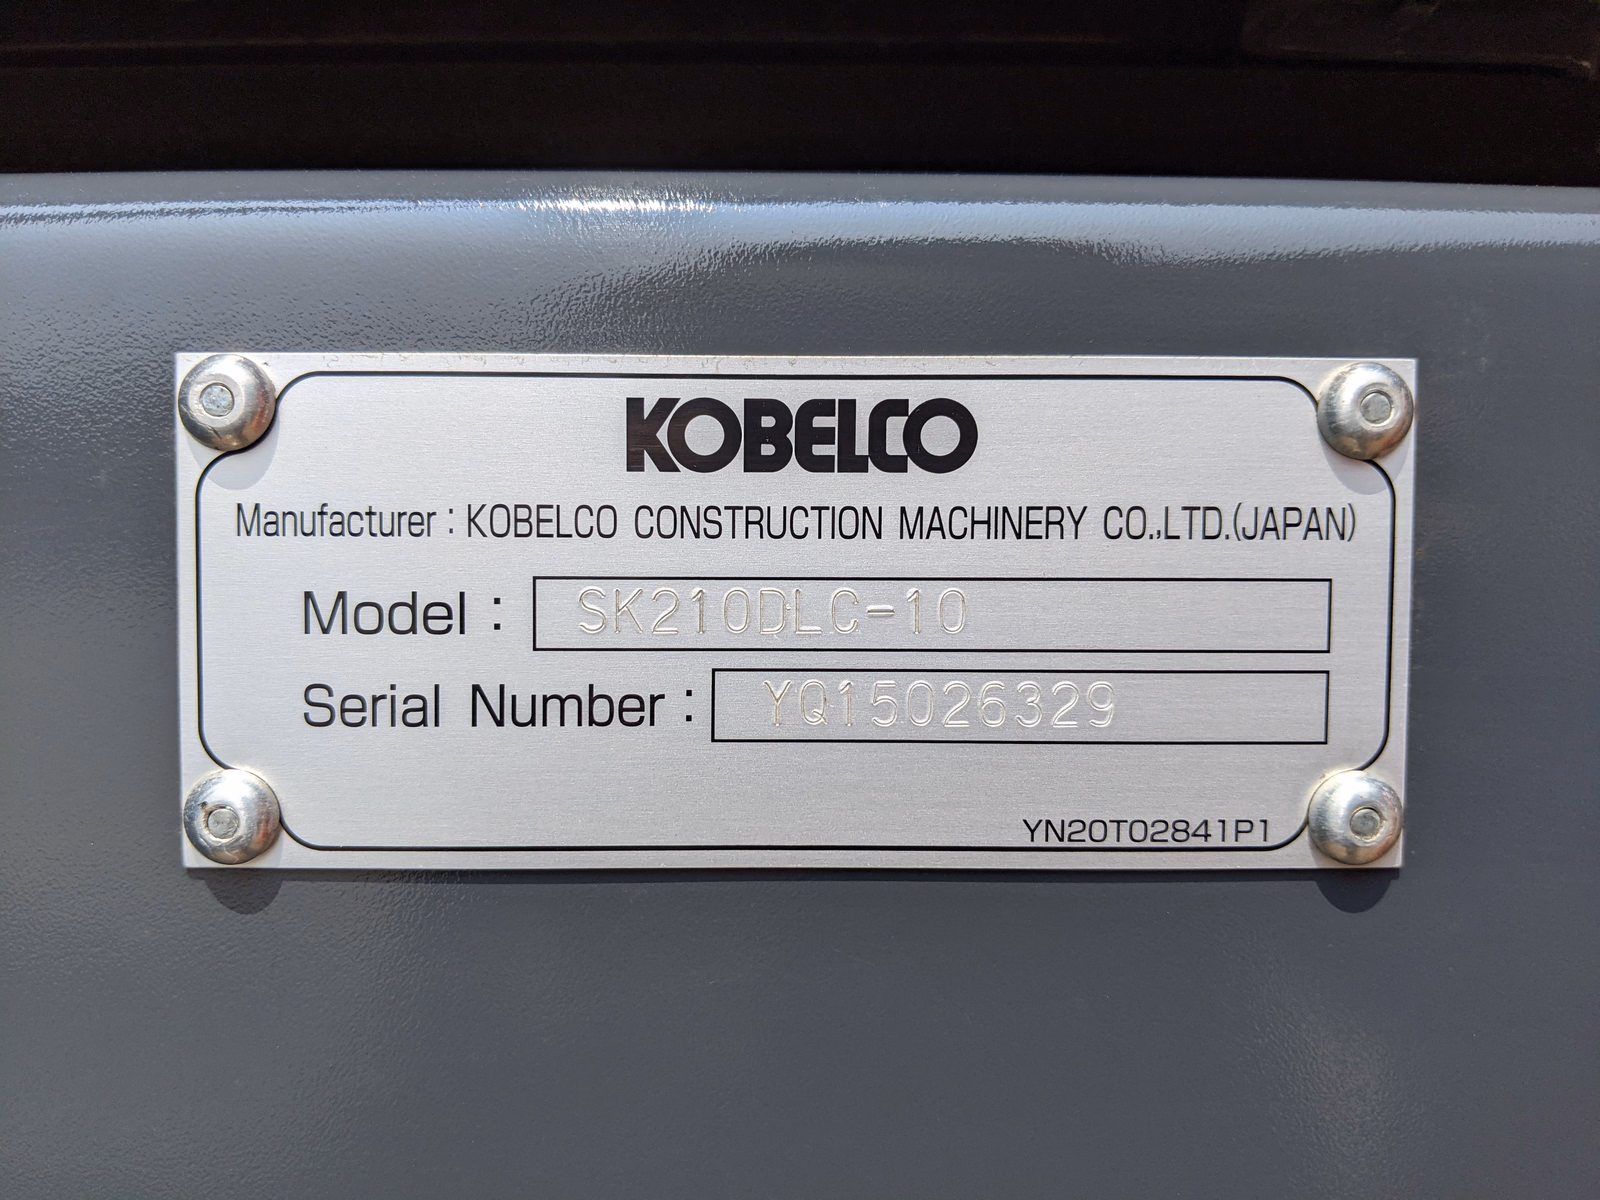 KOBELCO
Manufacturer : KOBELCO CONSTRUCTION MACHINERY CO.,LTD.(JAPAN)
Model : SK210DLC-10
Serial Number : YQ15026329
YN20T02841P1